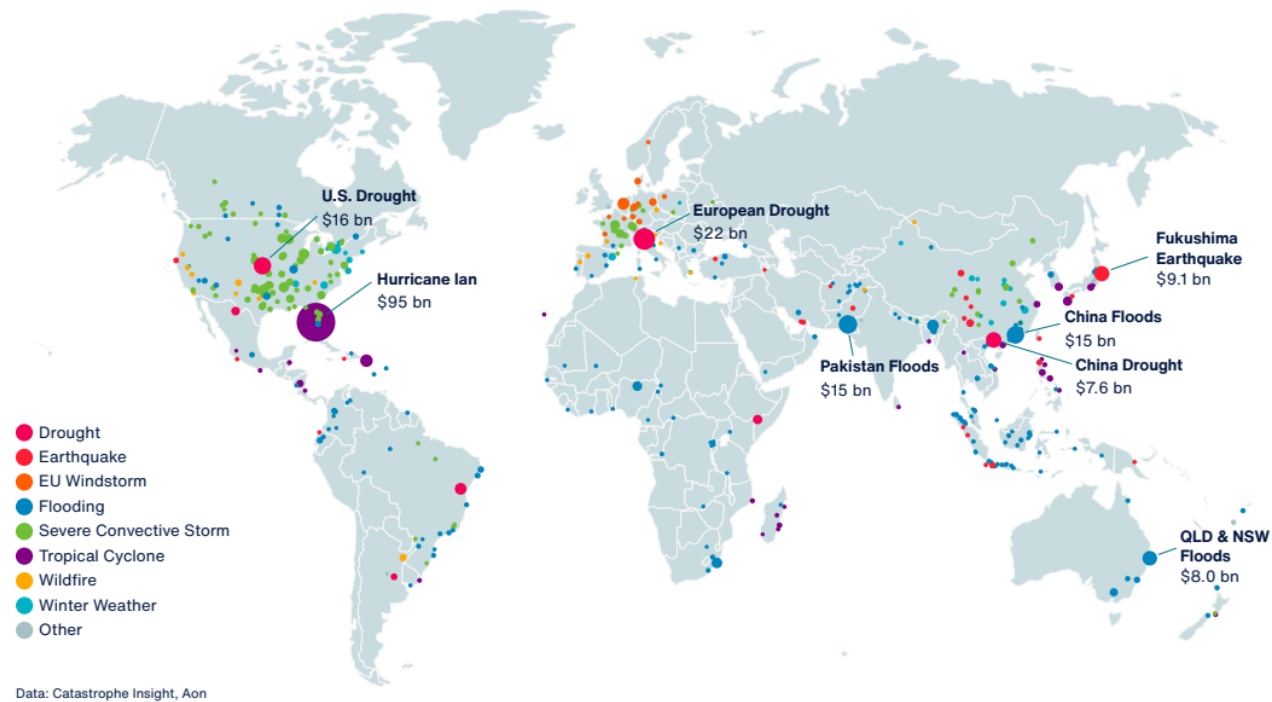 U.S. Drought
$16 bn
European Drought
$22 bn
Hurricane Ian
$95 bn
Fukushima
Earthquake
$9.1 bn
China Floods
$15 bn
Pakistan Floods
$15 bn
China Drought
$7.6 bn
QLD & NSW
Floods
$8.0 bn
Drought
Earthquake
EU Windstorm
Flooding
Severe Convective Storm
Tropical Cyclone
Wildfire
Winter Weather
Other
Data: Catastrophe Insight, Aon